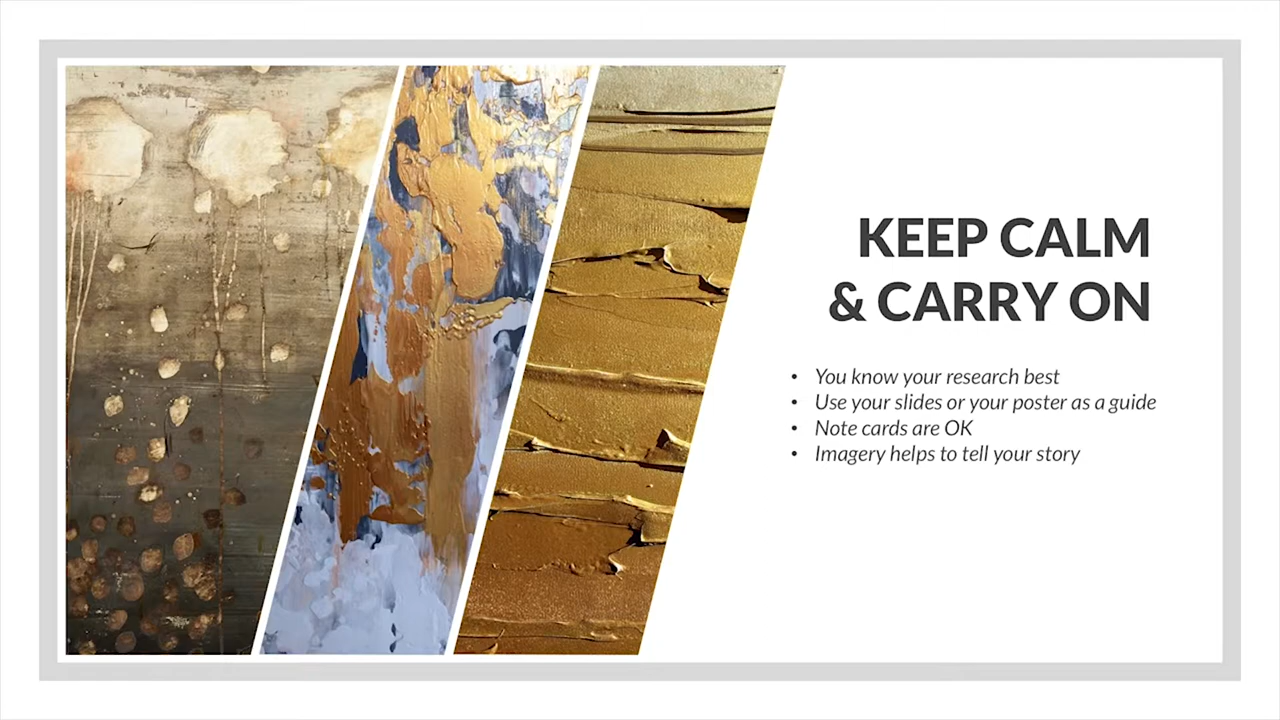 KEEP CALM
& CARRY ON
• You know your research best
• Use your slides or your poster as a guide
• Note cards are OK
• Imagery helps to tell your story